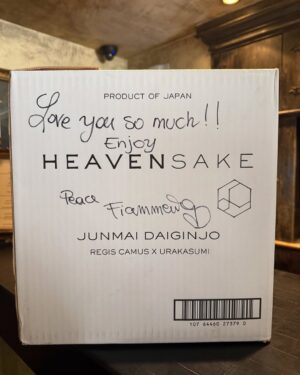 PRODUCT OF JAPAN
Love you so much!!
Enjoy
HEAVENSAKE
Peace
JUNMAI DAIGINJO
REGIS CAMUS X URAKASUMI